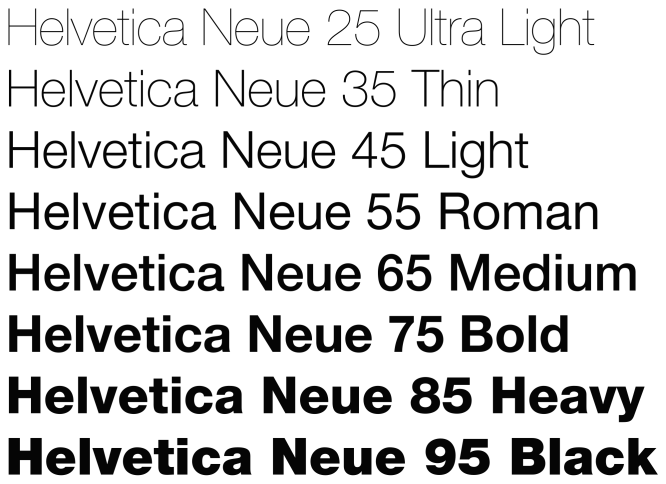 Helvetica Neue 25 Ultra Light
Helvetica Neue 35 Thin
Helvetica Neue 45 Light
Helvetica Neue 55 Roman
Helvetica Neue 65 Medium
Helvetica Neue 75 Bold
Helvetica Neue 85 Heavy
Helvetica Neue 95 Black